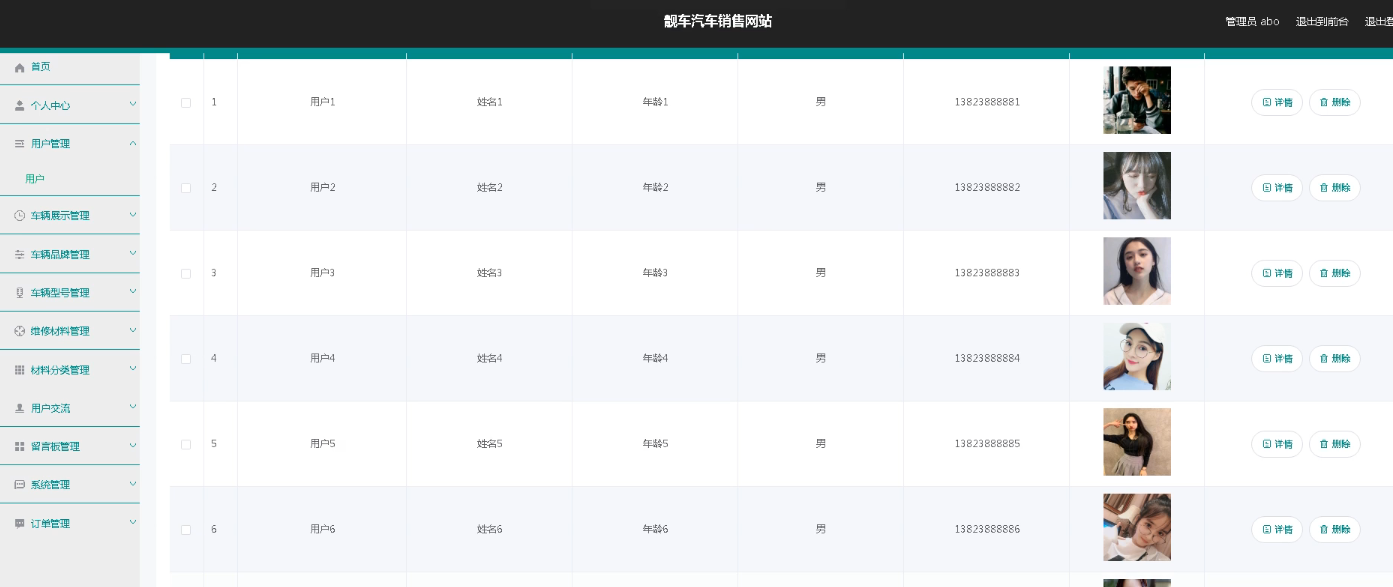 靓车汽车销售网站
管理员 abo 退出到前台 退出登
首页
个人中心
用户管理
用户
车辆展示管理
车辆品牌管理
车辆型号管理
维修材料管理
材料分类管理
用户交流
留言板管理
系统管理
订单管理
1 用户1 姓名1 年龄1 男 13823888881 详情 删除
2 用户2 姓名2 年龄2 男 13823888882 详情 删除
3 用户3 姓名3 年龄3 男 13823888883 详情 删除
4 用户4 姓名4 年龄4 男 13823888884 详情 删除
5 用户5 姓名5 年龄5 男 13823888885 详情 删除
6 用户6 姓名6 年龄6 男 13823888886 详情 删除